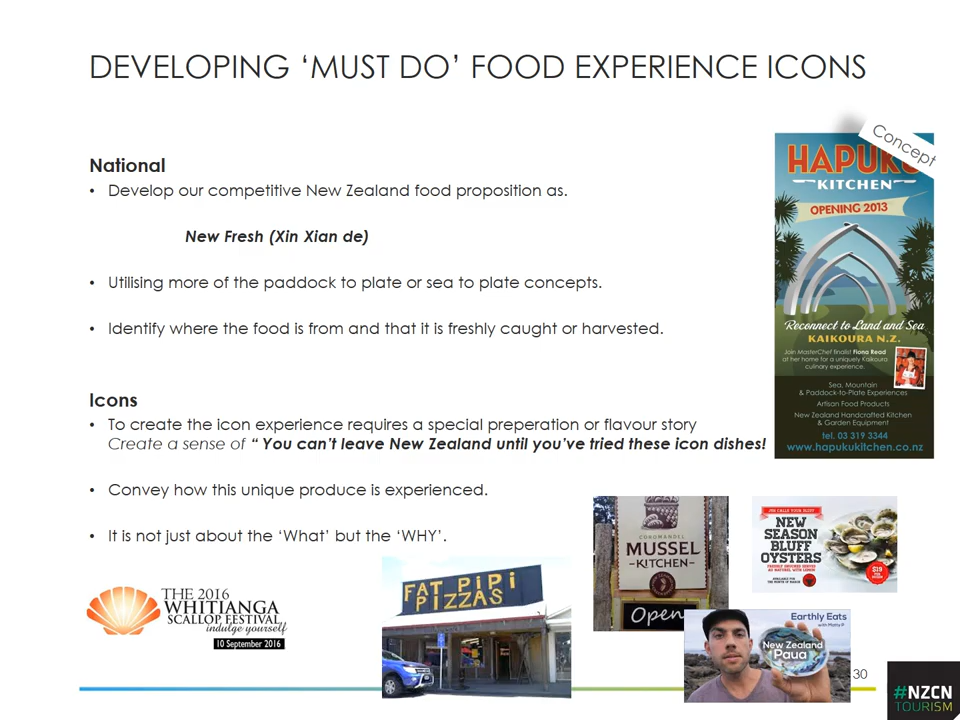 DEVELOPING ‘MUST DO’ FOOD EXPERIENCE ICONS
National
• Develop our competitive New Zealand food proposition as.
New Fresh (Xin Xian de)
• Utilising more of the paddock to plate or sea to plate concepts.
• Identify where the food is from and that it is freshly caught or harvested.
Icons
• To create the icon experience requires a special preperation or flavour story
Create a sense of “ You can’t leave New Zealand until you’ve tried these icon dishes!
• Convey how this unique produce is experienced.
• It is not just about the ‘What’ but the ‘WHY’.
Concept
HAPUKU
KITCHEN
OPENING 2013
Reconnect to Land and Sea
KAIKOURA N.Z.
Join MasterChef finalist Fiona Read
at her home for a uniquely Kaikoura
culinary experience.
Sea, Mountain
& Paddock-to-Plate Experiences
Artisan Food Products
New Zealand Handcrafted Kitchen
& Garden Equipment
tel. 03 319 3344
www.hapukukitchen.co.nz
THE 2016
WHITIANGA
SCALLOP FESTIVAL
indulge yourself
10 September 2016
FAT PIPI
PIZZAS
COROMANDEL
MUSSEL
KITCHEN
Open
NEW
SEASON
BLUFF
OYSTERS
$19
Earthly Eats
with Matty P
New Zealand
Paua
30
#NZCN
TOURISM